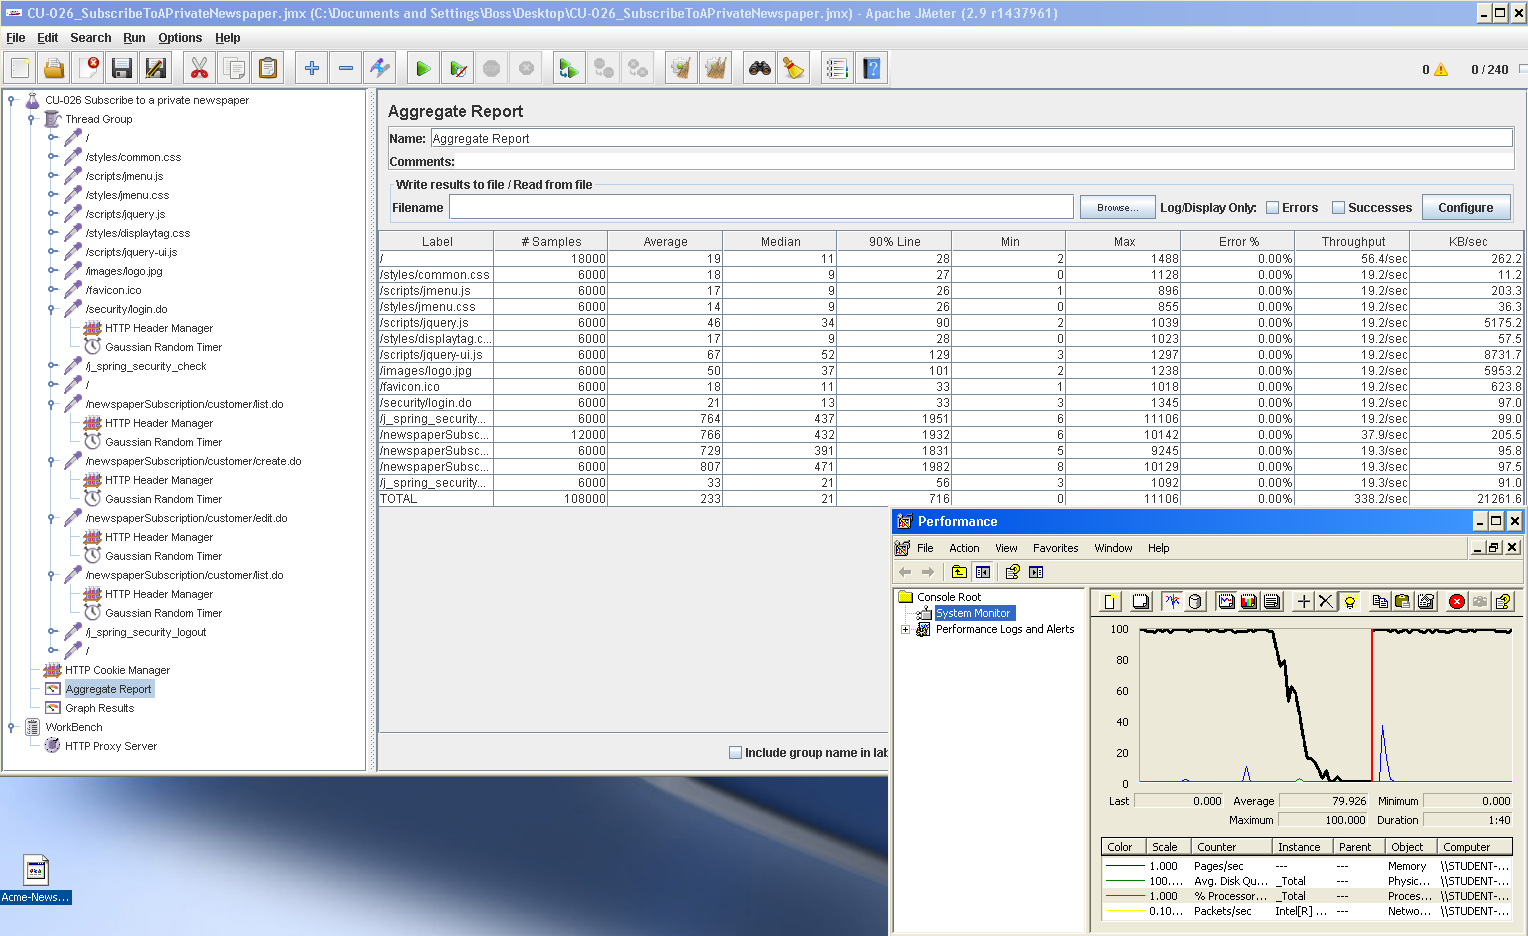 CU-026_SubscribeToAPrivateNewspaper.jmx (C:\Documents and Settings\Boss\Desktop\CU-026_SubscribeToAPrivateNewspaper.jmx) - Apache JMeter (2.9 r1437961)
File Edit Search Run Options Help
0 0 / 240
CU-026 Subscribe to a private newspaper
Thread Group
/
/styles/common.css
/scripts/jmenu.js
/styles/jmenu.css
/scripts/jquery.js
/styles/displaytag.css
/scripts/jquery-ui.js
/images/logo.jpg
/favicon.ico
/security/login.do
HTTP Header Manager
Gaussian Random Timer
/j_spring_security_check
/
/newspaperSubscription/customer/list.do
HTTP Header Manager
Gaussian Random Timer
/newspaperSubscription/customer/create.do
HTTP Header Manager
Gaussian Random Timer
/newspaperSubscription/customer/edit.do
HTTP Header Manager
Gaussian Random Timer
/newspaperSubscription/customer/list.do
HTTP Header Manager
Gaussian Random Timer
/j_spring_security_logout
/
HTTP Cookie Manager
Aggregate Report
Graph Results
WorkBench
HTTP Proxy Server
Aggregate Report
Name: Aggregate Report
Comments:
Write results to file / Read from file
Filename Browse... Log/Display Only: Errors Successes Configure
Label # Samples Average Median 90% Line Min Max Error % Throughput KB/sec
/ 18000 19 11 28 2 1488 0.00% 56.4/sec 262.2
/styles/common.css 6000 18 9 27 0 1128 0.00% 19.2/sec 11.2
/scripts/jmenu.js 6000 17 9 26 1 896 0.00% 19.2/sec 203.3
/styles/jmenu.css 6000 14 9 26 0 855 0.00% 19.2/sec 36.3
/scripts/jquery.js 6000 46 34 90 2 1039 0.00% 19.2/sec 5175.2
/styles/displaytag.c... 6000 17 9 28 0 1023 0.00% 19.2/sec 57.5
/scripts/jquery-ui.js 6000 67 52 129 3 1297 0.00% 19.2/sec 8731.7
/images/logo.jpg 6000 50 37 101 2 1238 0.00% 19.2/sec 5953.2
/favicon.ico 6000 18 11 33 1 1018 0.00% 19.2/sec 623.8
/security/login.do 6000 21 13 33 3 1345 0.00% 19.2/sec 97.0
/j_spring_security... 6000 764 437 1951 6 11106 0.00% 19.2/sec 99.0
/newspaperSubsc... 12000 766 432 1932 6 10142 0.00% 37.9/sec 205.5
/newspaperSubsc... 6000 729 391 1831 5 9245 0.00% 19.3/sec 95.8
/newspaperSubsc... 6000 807 471 1982 8 10129 0.00% 19.3/sec 97.5
/j_spring_security... 6000 33 21 56 3 1092 0.00% 19.3/sec 91.0
TOTAL 108000 233 21 716 0 11106 0.00% 338.2/sec 21261.6
Include group name in lab
Performance
File Action View Favorites Window Help
Console Root
System Monitor
Performance Logs and Alerts
100
80
60
40
20
0
Last 0.000 Average 79.926 Minimum 0.000
Maximum 100.000 Duration 1:40
Color Scale Counter Instance Parent Object Computer
1.000 Pages/sec --- --- Memory \\STUDENT-...
100.... Avg. Disk Qu... _Total --- Physic... \\STUDENT-...
1.000 % Processor... _Total --- Proces... \\STUDENT-...
0.10... Packets/sec Intel[R] ... --- Netwo... \\STUDENT-...
Acme-News...